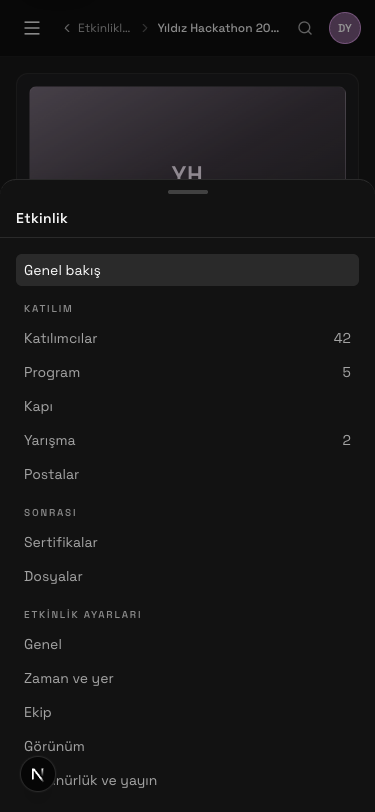 Etkinlikl...
Yıldız Hackathon 20...
DY
YH
Etkinlik
Genel bakış
KATILIM
Katılımcılar 42
Program 5
Kapı
Yarışma 2
Postalar
SONRASI
Sertifikalar
Dosyalar
ETKİNLİK AYARLARI
Genel
Zaman ve yer
Ekip
Görünüm
N
ve yayın